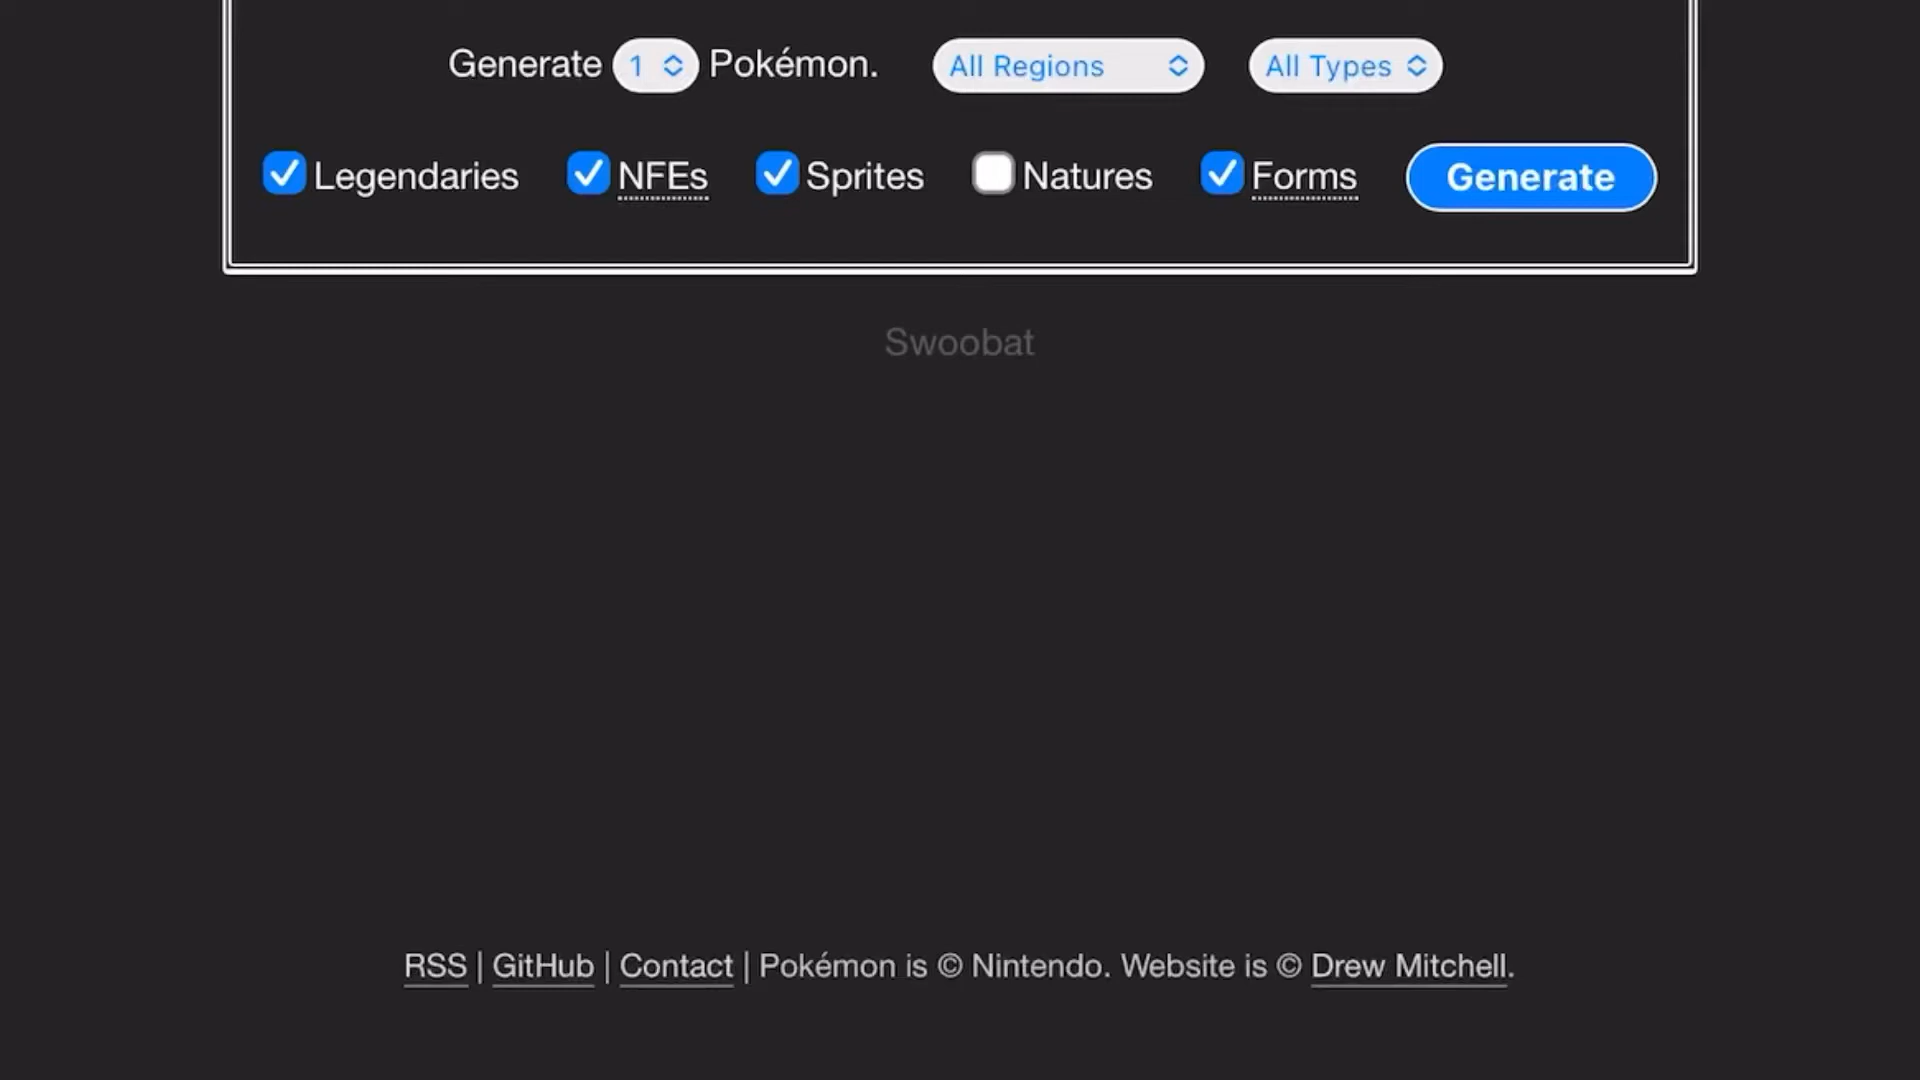 Generate 1 Pokémon. All Regions All Types
Legendaries NFEs Sprites Natures Forms Generate
Swoobat
RSS | GitHub | Contact | Pokémon is © Nintendo. Website is © Drew Mitchell.